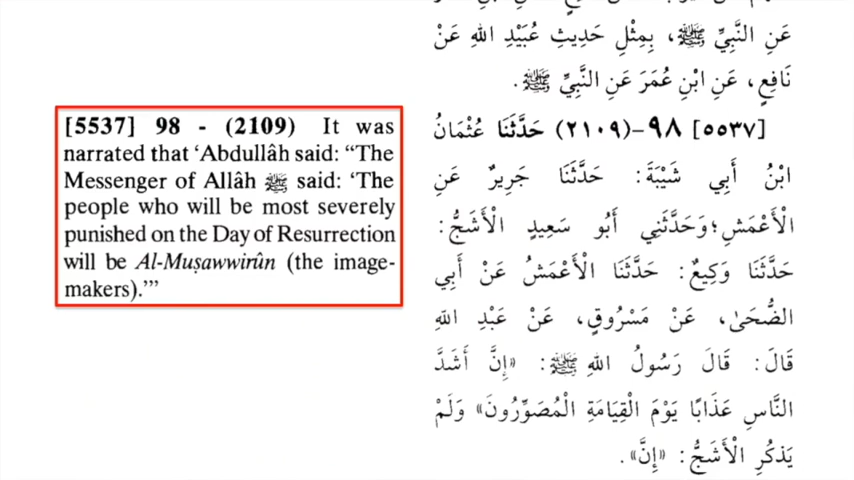 عَنِ النَّبِيِّ ﷺ، بِمِثْلِ حَدِيثِ عُبَيْدِ اللهِ عَنْ
نَافِعٍ، عَنِ ابْنِ عُمَرَ عَنِ النَّبِيِّ ﷺ.
[5537] 98 - (2109) It was
narrated that ‘Abdullâh said: “The
Messenger of Allâh ﷺ said: ‘The
people who will be most severely
punished on the Day of Resurrection
will be Al-Muṣawwirûn (the image-
makers).’”
[٥٥٣٧] ٩٨-(٢١٠٩) حَدَّثَنَا عُثْمَانُ
ابْنُ أَبِي شَيْبَةَ: حَدَّثَنَا جَرِيرٌ عَنِ
الْأَعْمَشِ؛ وَحَدَّثَنِي أَبُو سَعِيدٍ الْأَشَجُّ:
حَدَّثَنَا وَكِيعٌ: حَدَّثَنَا الْأَعْمَشُ عَنْ أَبِي
الضُّحَىٰ، عَنْ مَسْرُوقٍ، عَنْ عَبْدِ اللهِ
قَالَ: قَالَ رَسُولُ اللهِ ﷺ: «إِنَّ أَشَدَّ
النَّاسِ عَذَابًا يَوْمَ الْقِيَامَةِ الْمُصَوِّرُونَ» وَلَمْ
يَذْكُرِ الْأَشَجُّ: «إِنَّ».